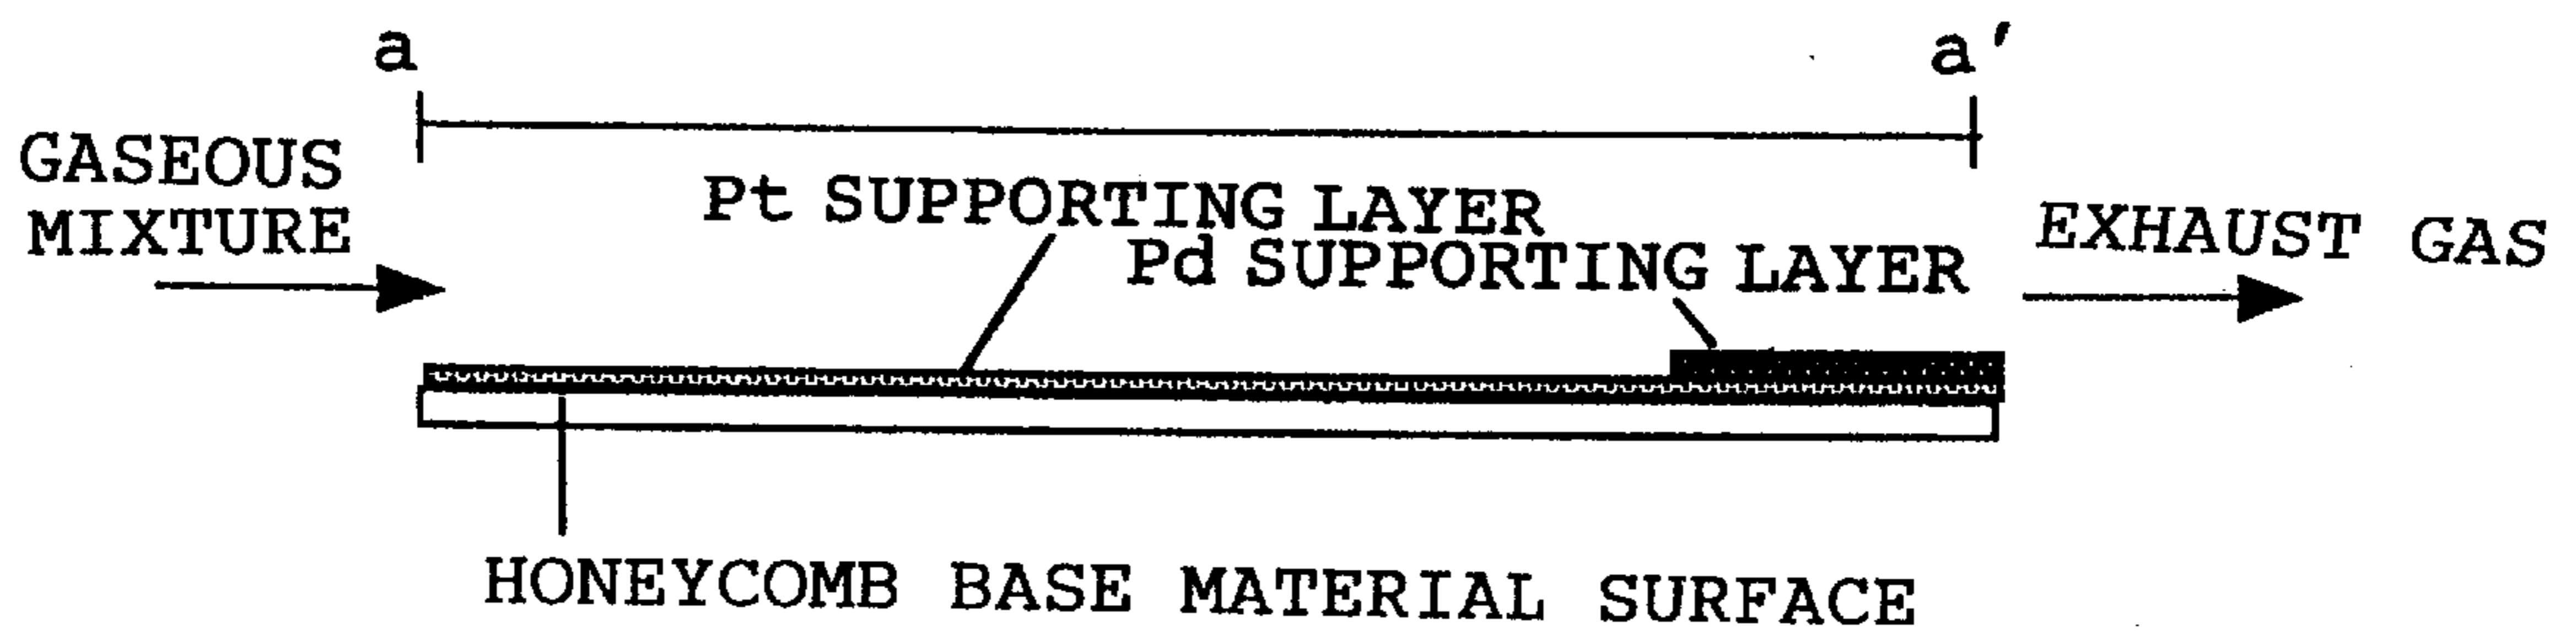 a
a'
GASEOUS
MIXTURE
Pt SUPPORTING LAYER
Pd SUPPORTING LAYER
EXHAUST GAS
HONEYCOMB BASE MATERIAL SURFACE